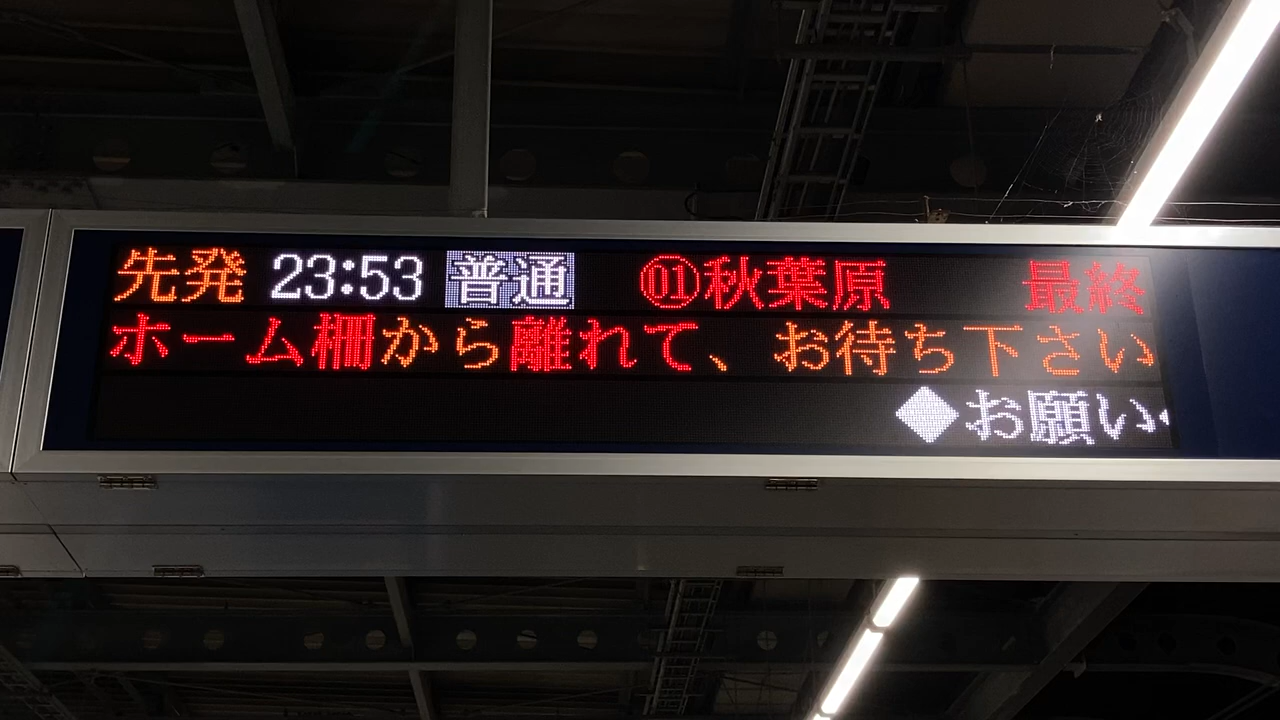 先発 23:53 普通 ㉀秋葉原 最終
ホーム柵から離れて、お待ち下さい
◆お願い